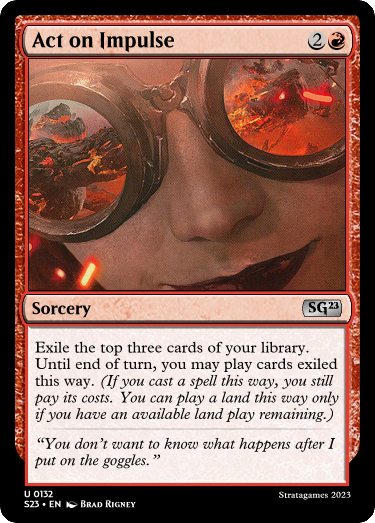 Act on Impulse 2
Sorcery SG23
Exile the top three cards of your library.
Until end of turn, you may play cards exiled
this way. (If you cast a spell this way, you still
pay its costs. You can play a land this way only
if you have an available land play remaining.)
“You don’t want to know what happens after I
put on the goggles.”
U 0132
S23 • EN Brad Rigney Stratagames 2023